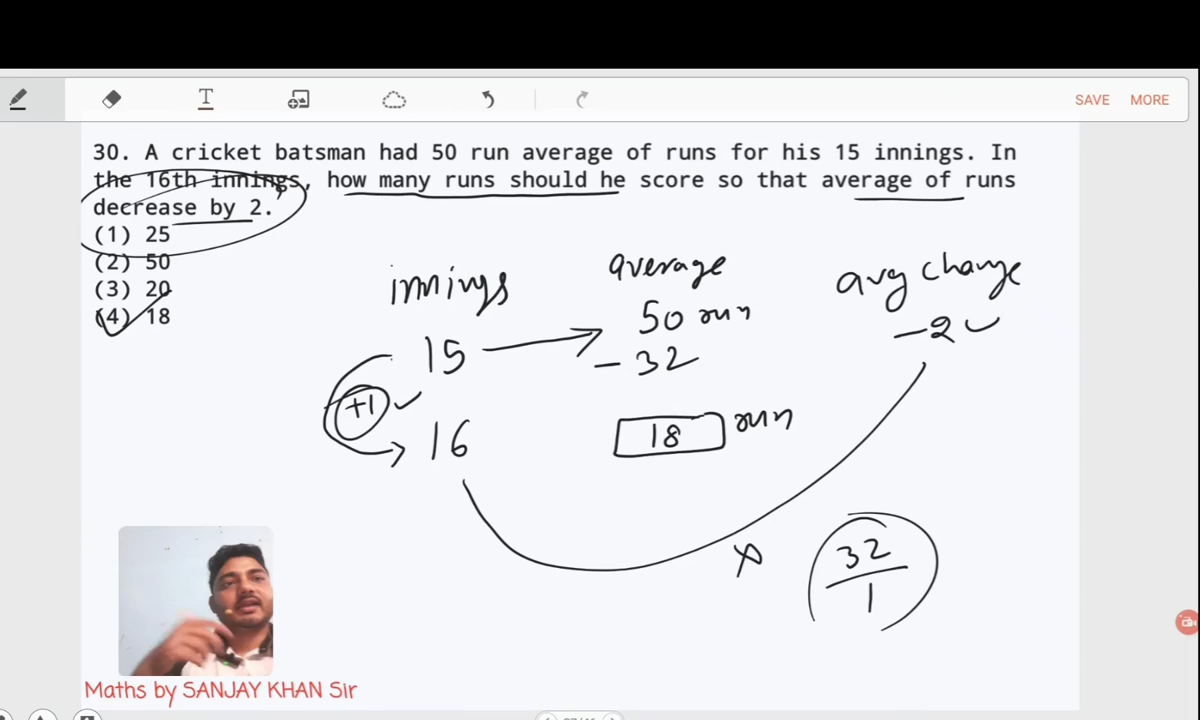 T
SAVE MORE
30. A cricket batsman had 50 run average of runs for his 15 innings. In
the 16th innings, how many runs should he score so that average of runs
decrease by 2.
(1) 25
(2) 50
(3) 20
(4) 18
innings average avg change
50 run -2
15 -32
+1
16 18 run
32
1
Maths by SANJAY KHAN Sir